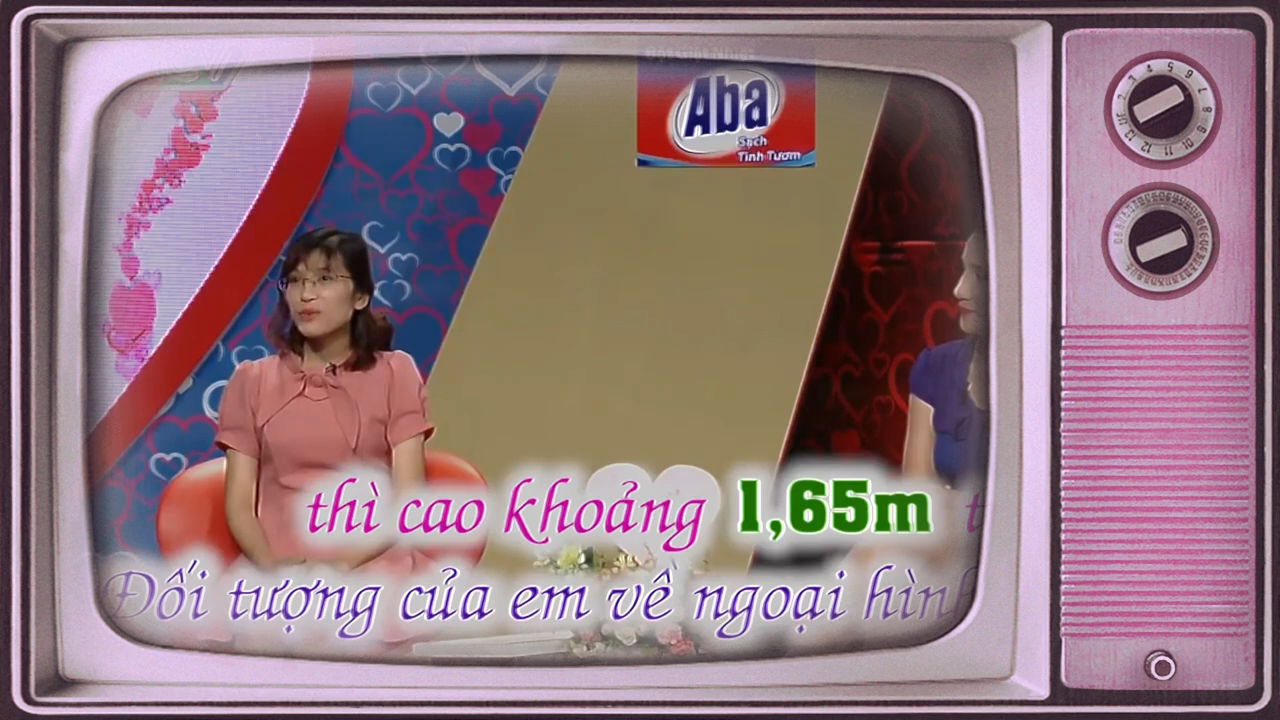 Aba
Sạch
Tinh Tươm
thì cao khoảng 1,65m t
Đối tượng của em về ngoại hình